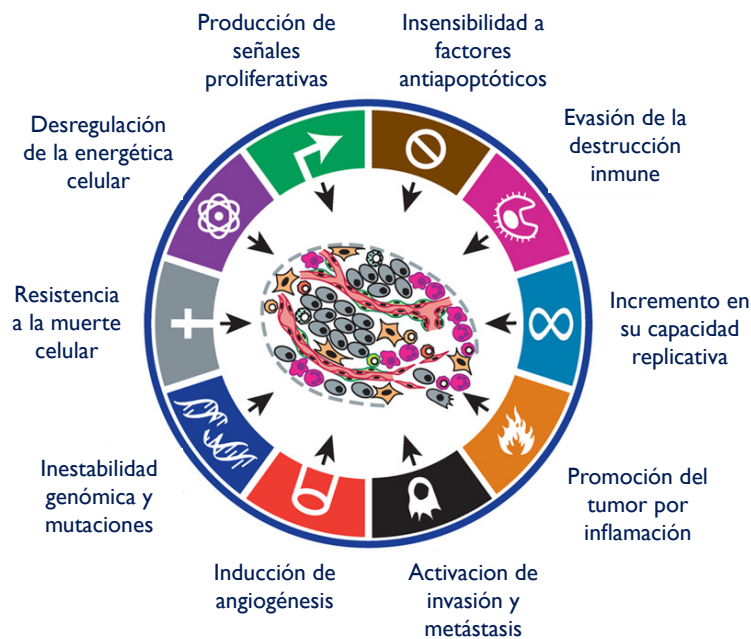 Producción de
señales
proliferativas
Insensibilidad a
factores
antiapoptóticos
Evasión de la
destrucción
inmune
Incremento en
su capacidad
replicativa
Promoción del
tumor por
inflamación
Activacion de
invasión y
metástasis
Inducción de
angiogénesis
Inestabilidad
genómica y
mutaciones
Resistencia
a la muerte
celular
Desregulación
de la energética
celular